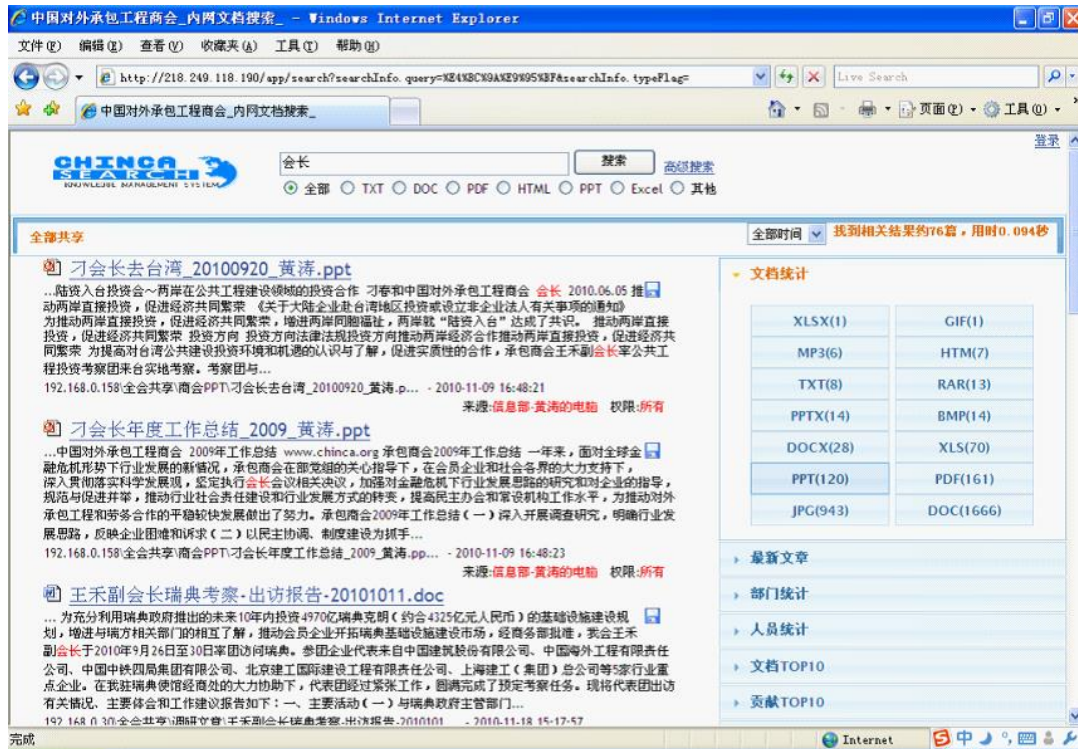 中国对外承包工程商会_内网文档搜索_ - Windows Internet Explorer
文件(F) 编辑(E) 查看(V) 收藏夹(A) 工具(T) 帮助(H)
http://218.249.118.190/app/search?searchInfo.query=%E4%BC%9A%E9%95%BF&searchInfo.typeFlag= Live Search
中国对外承包工程商会_内网文档搜索_ 页面(P) 工具(O)
登录
CHINCA
SEARCH
KNOWLEDGE MANAGEMENT SYSTEM
会长 搜索 高级搜索
全部 TXT DOC PDF HTML PPT Excel 其他
全部共享 全部时间 找到相关结果约76篇，用时0.094秒
刁会长去台湾_20100920_黄涛.ppt
...陆资入台投资会～两岸在公共工程建设领域的投资合作 刁春和中国对外承包工程商会 会长 2010.06.05 推
动两岸直接投资，促进经济共同繁荣 《关于大陆企业赴台湾地区投资或设立非企业法人有关事项的通知》
为推动两岸直接投资，促进经济共同繁荣，增进两岸同胞福祉，两岸就“陆资入台”达成了共识。 推动两岸直接
投资，促进经济共同繁荣 投资方向 投资方向法律法规投资方向推动两岸经济合作推动两岸直接投资，促进经济共
同繁荣 为提高对台湾公共建设投资环境和机遇的认识与了解，促进实质性的合作，承包商会王禾副会长率公共工
程投资考察团来台实地考察。考察团与...
192.168.0.158\全会共享\商会PPT\刁会长去台湾_20100920_黄涛.p... - 2010-11-09 16:48:21
来源:信息部-黄涛的电脑 权限:所有
刁会长年度工作总结_2009_黄涛.ppt
...中国对外承包工程商会 2009年工作总结 www.chinca.org 承包商会2009年工作总结 一年来，面对全球金
融危机形势下行业发展的新情况，承包商会在部党组的关心指导下，在会员企业和社会各界的大力支持下，
深入贯彻落实科学发展观，坚定执行会长会议相关决议，加强对金融危机下行业发展思路的研究和对企业的指导，
规范与促进并举，推动行业社会责任建设和行业发展方式的转变，提高民主办会和常设机构工作水平，为推动对外
承包工程和劳务合作的平稳较快发展做出了努力。承包商会2009年工作总结（一）深入开展调查研究，明晰行业发
展思路，反映企业困难和诉求（二）以民主协调、制度建设为抓手...
192.168.0.158\全会共享\商会PPT\刁会长年度工作总结_2009_黄涛.pp... - 2010-11-09 16:48:23
来源:信息部-黄涛的电脑 权限:所有
王禾副会长瑞典考察-出访报告-20101011.doc
... 为充分利用瑞典政府推出的未来10年内投资4970亿瑞典克朗（约合4325亿元人民币）的基础设施建设规
划，增进与瑞方相关部门的相互了解，推动会员企业开拓瑞典基础设施建设市场，经商务部批准，我会王禾
副会长于2010年9月26日至30日率团访问瑞典。参团企业代表来自中国建筑股份有限公司、中国海外工程有限责任
公司、中国中铁四局集团有限公司、北京建工国际建设工程有限责任公司、上海建工（集团）总公司等5家行业重
点企业。在我驻瑞典使馆经商处的大力协助下，代表团经过紧张工作，圆满完成了预定考察任务。现将代表团出访
有关情况、主要体会和工作建议报告如下：一、主要活动（一）与瑞典政府主管部门...
192.168.0.30\全会共享\调研文章\王禾副会长瑞典考察-出访报告-2010101... - 2010-11-18 15:17:57
文档统计
XLSX(1) GIF(1)
MP3(6) HTM(7)
TXT(8) RAR(13)
PPTX(14) BMP(14)
DOCX(28) XLS(70)
PPT(120) PDF(161)
JPG(943) DOC(1666)
最新文章
部门统计
人员统计
文档TOP10
贡献TOP10
完成 Internet 中